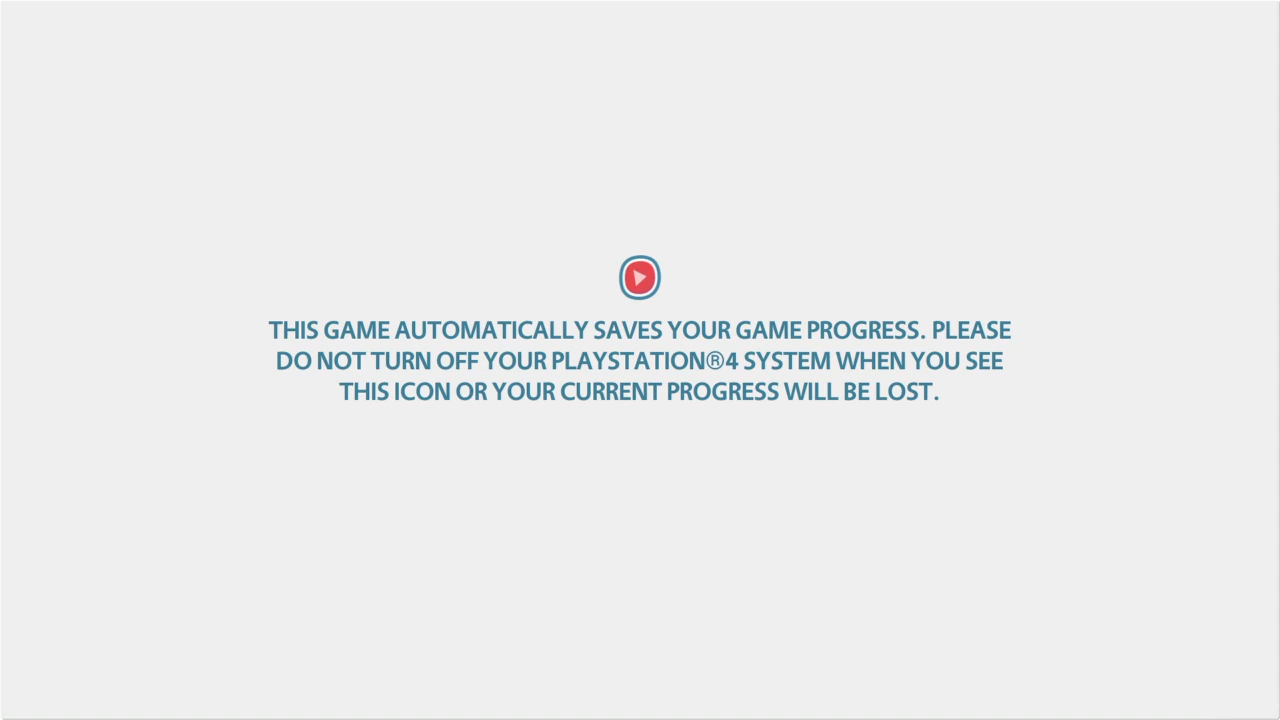 THIS GAME AUTOMATICALLY SAVES YOUR GAME PROGRESS. PLEASE
DO NOT TURN OFF YOUR PLAYSTATION®4 SYSTEM WHEN YOU SEE
THIS ICON OR YOUR CURRENT PROGRESS WILL BE LOST.